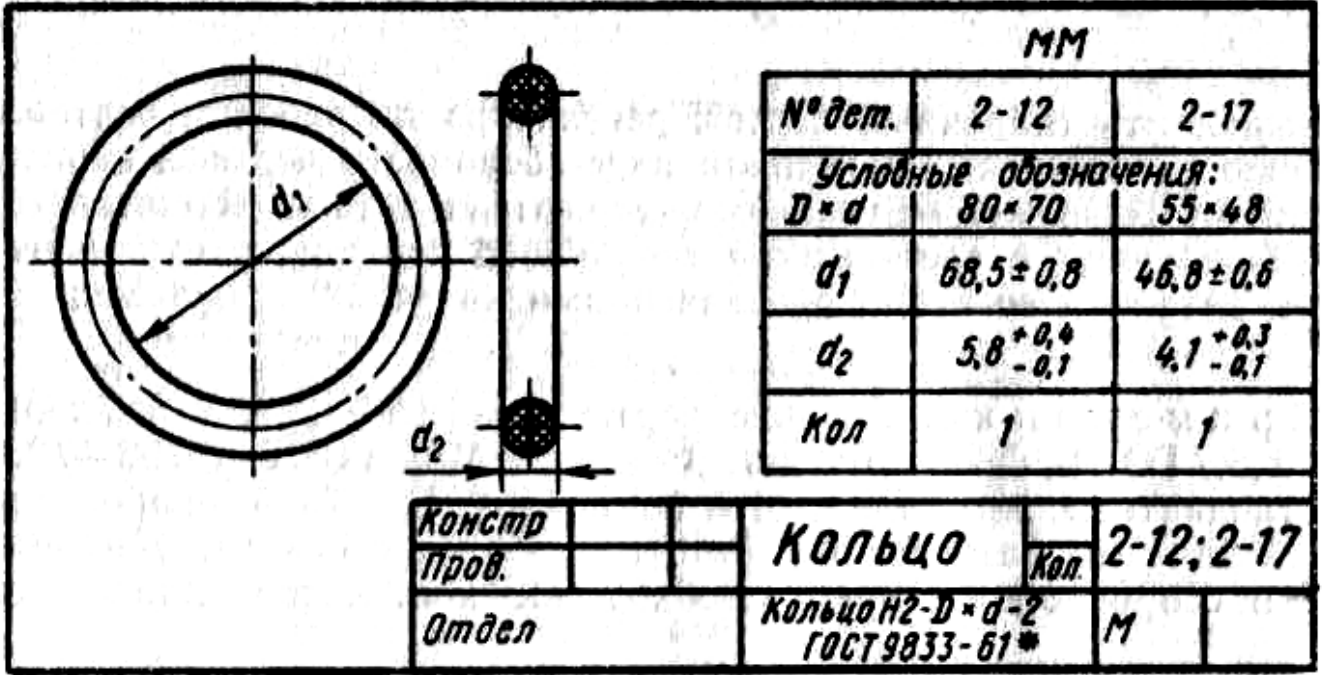 мм
№ дет. 2-12 2-17
Условные обозначения:
D×d 80×70 55×48
d1 68,5±0,8 46,8±0,6
d2 5,8 +0,4 -0,1 4,1 +0,3 -0,1
Кол 1 1
d1
d2
Констр
Пров.
Отдел
Кольцо
Кол.
2-12; 2-17
Кольцо Н2-D×d-2
ГОСТ 9833-61*
М